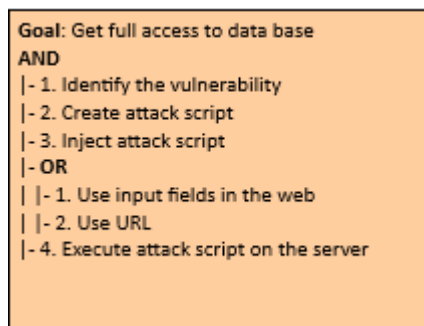 Goal: Get full access to data base
AND
|- 1. Identify the vulnerability
|- 2. Create attack script
|- 3. Inject attack script
|- OR
| |- 1. Use input fields in the web
| |- 2. Use URL
|- 4. Execute attack script on the server